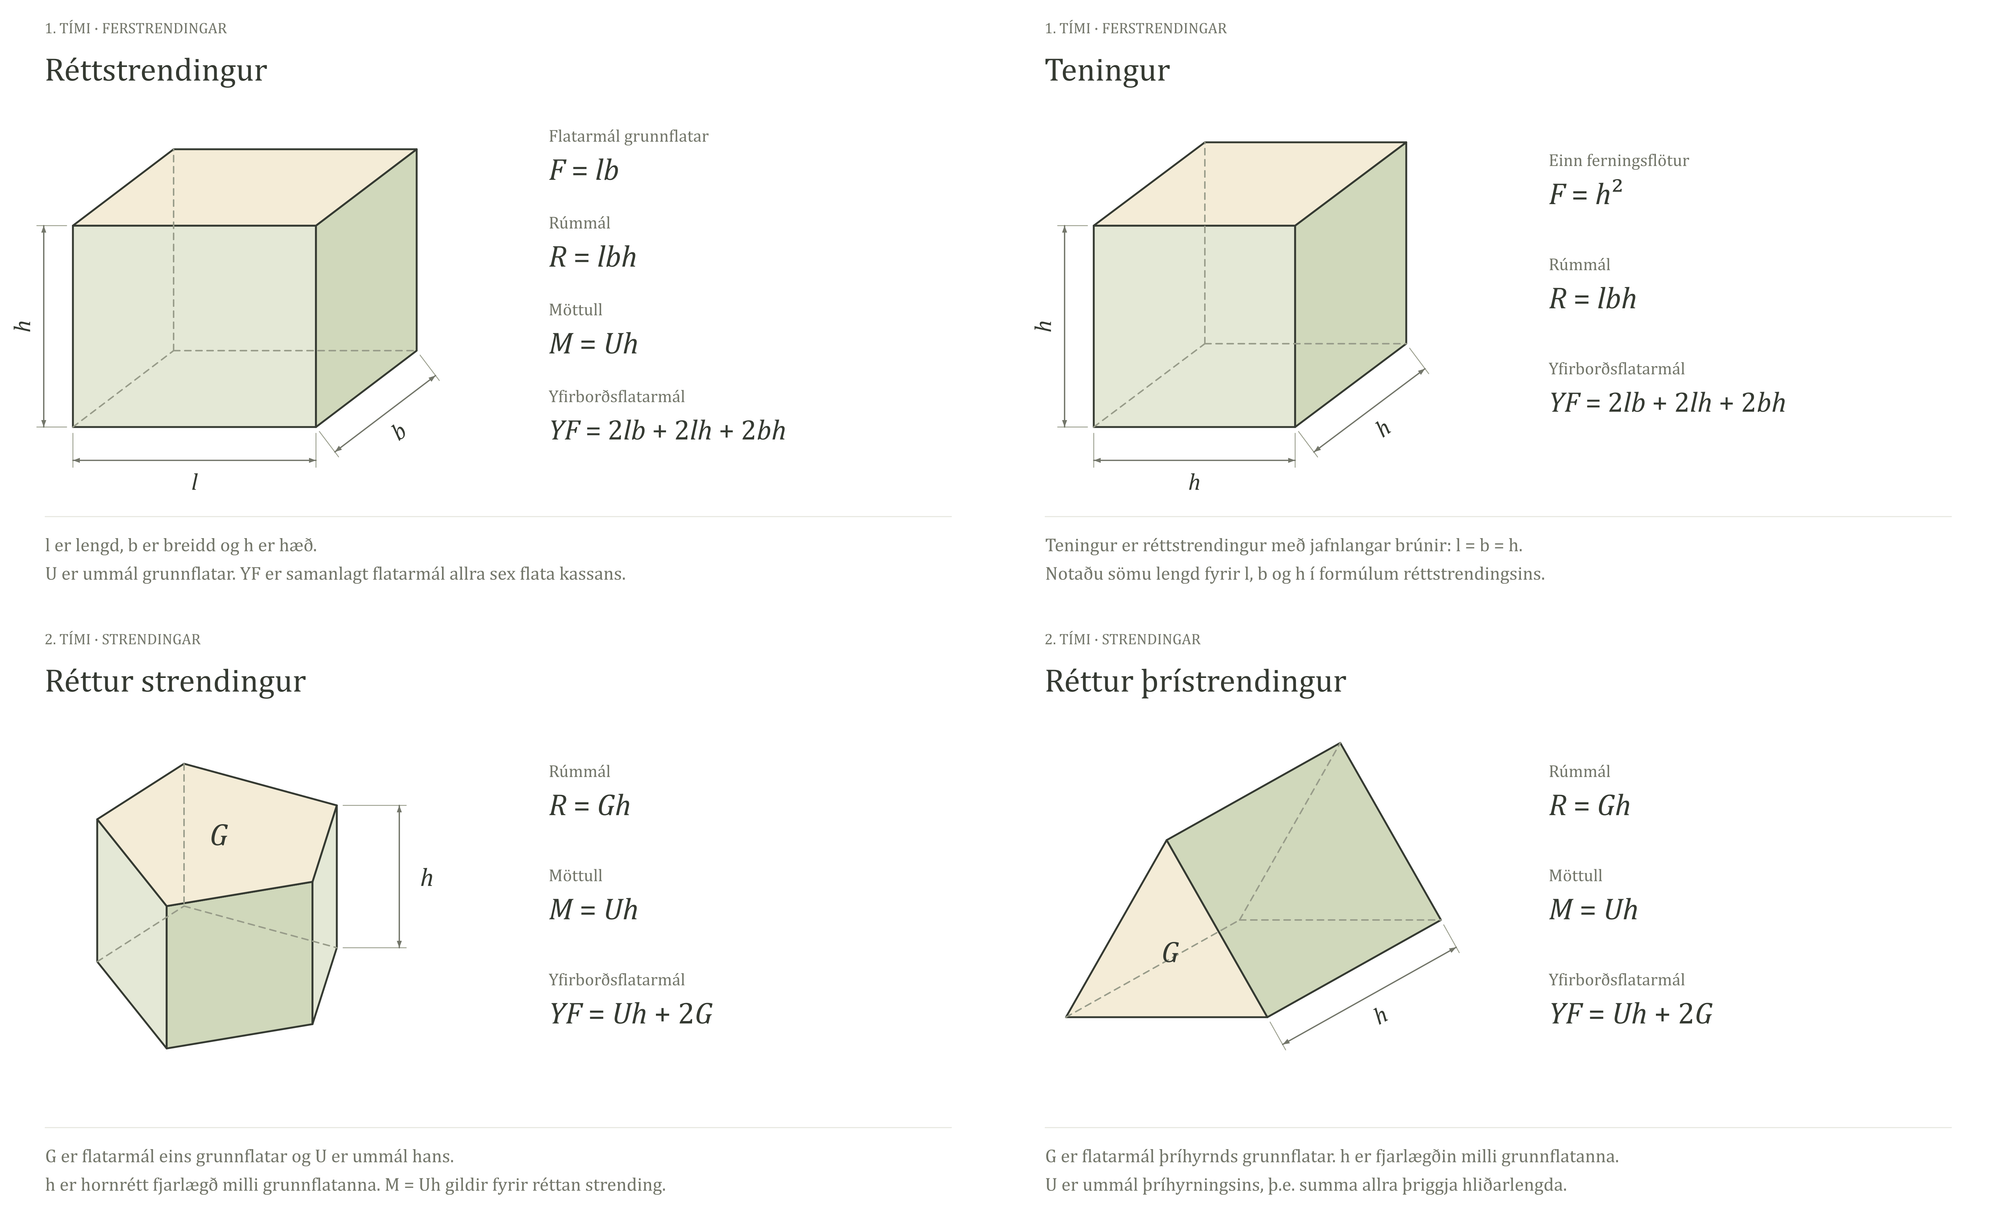 1. TÍMI · FERSTRENDINGAR
Réttstrendingur
Flatarmál grunnflatar
F = lb
Rúmmál
R = lbh
Möttull
M = Uh
Yfirborðsflatarmál
YF = 2lb + 2lh + 2bh
h
b
l
l er lengd, b er breidd og h er hæð.
U er ummál grunnflatar. YF er samanlagt flatarmál allra sex flata kassans.
1. TÍMI · FERSTRENDINGAR
Teningur
Einn ferningsflötur
F = h²
Rúmmál
R = lbh
Yfirborðsflatarmál
YF = 2lb + 2lh + 2bh
h
h
h
Teningur er réttstrendingur með jafnlangar brúnir: l = b = h.
Notaðu sömu lengd fyrir l, b og h í formúlum réttstrendingsins.
2. TÍMI · STRENDINGAR
Réttur strendingur
G
h
Rúmmál
R = Gh
Möttull
M = Uh
Yfirborðsflatarmál
YF = Uh + 2G
G er flatarmál eins grunnflatar og U er ummál hans.
h er hornrétt fjarlægð milli grunnflatanna. M = Uh gildir fyrir réttan strending.
2. TÍMI · STRENDINGAR
Réttur þrístrendingur
G
h
Rúmmál
R = Gh
Möttull
M = Uh
Yfirborðsflatarmál
YF = Uh + 2G
G er flatarmál þríhyrnds grunnflatar. h er fjarlægðin milli grunnflatanna.
U er ummál þríhyrningsins, þ.e. summa allra þriggja hliðarlengda.